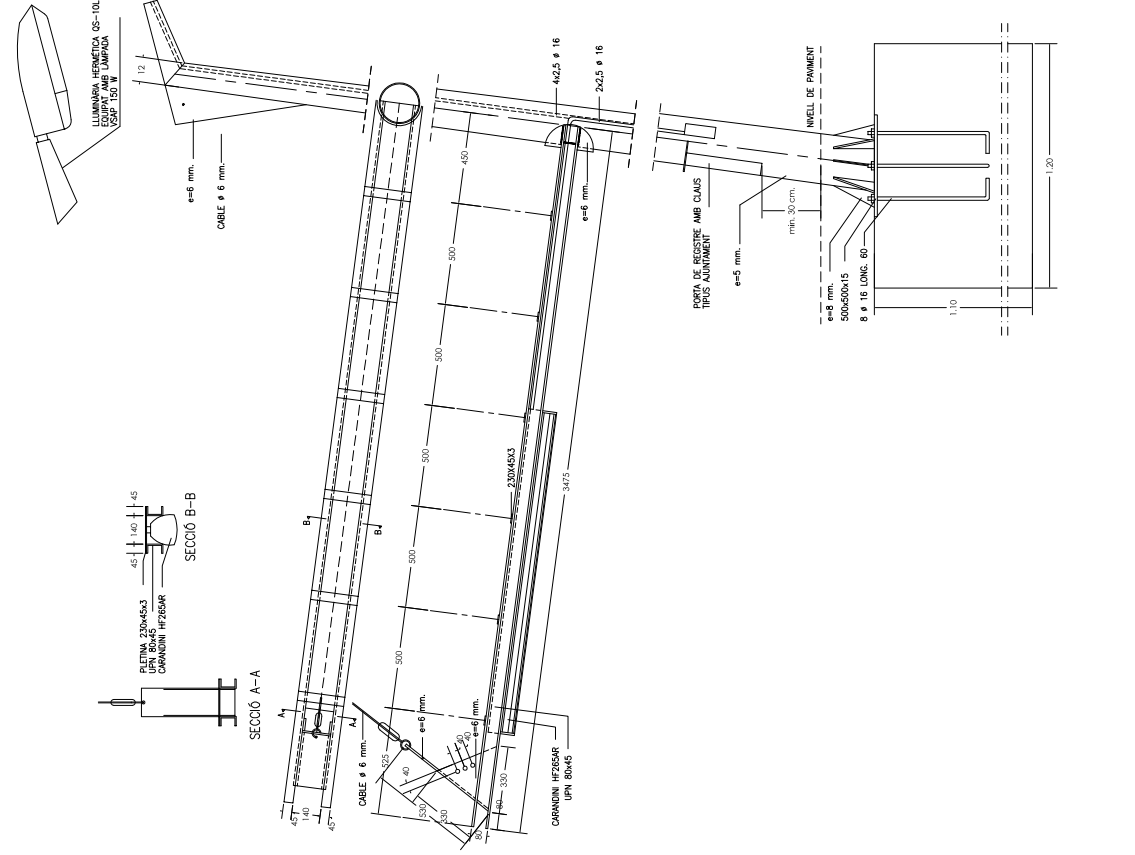 LLUMINÀRIA HERMÈTICA QS-10L
EQUIPAT AMB LÀMPADA
VSAP 150 W
12
e=6 mm.
CABLE ø 6 mm.
4x2,5 ø 16
2x2,5 ø 16
450
e=6 mm.
500
500
500
500
500
3475
230X45X3
PORTA DE REGISTRE AMB CLAUS
TIPUS AJUNTAMENT
e=5 mm.
min. 30 cm.
NIVELL DE PAVIMENT
e=8 mm.
500x500x15
8 ø 16 LONG. 60
1.10
1.20
45
140
45
PLETINA 230x45x3
UPN 80x45
CARANDINI HF265AR
SECCIÓ B-B
SECCIÓ A-A
B
B
A
A
45
140
45
CABLE ø 6 mm.
525
e=6 mm.
e=6 mm.
40
40
40
530
330
330
80
80
CARANDINI HF265AR
UPN 80x45